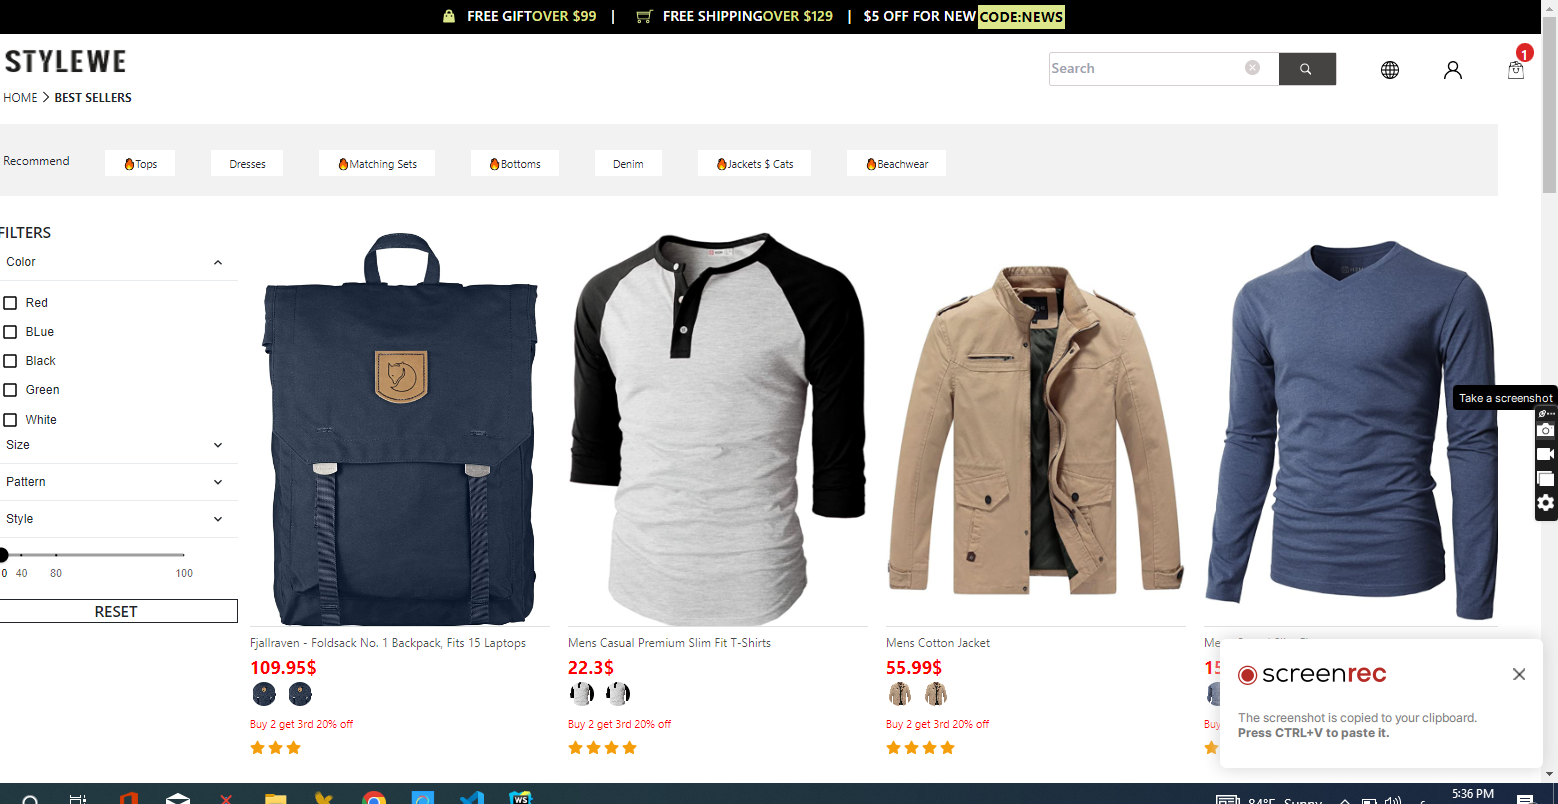 FREE GIFTOVER $99 | FREE SHIPPINGOVER $129 | $5 OFF FOR NEW CODE:NEWS
STYLEWE
Search
1
HOME > BEST SELLERS
Recommend
Tops
Dresses
Matching Sets
Bottoms
Denim
Jackets $ Cats
Beachwear
FILTERS
Color
Red
BLue
Black
Green
White
Size
Pattern
Style
0 40 80 100
RESET
Take a screenshot
Fjallraven - Foldsack No. 1 Backpack, Fits 15 Laptops
109.95$
Buy 2 get 3rd 20% off
Mens Casual Premium Slim Fit T-Shirts
22.3$
Buy 2 get 3rd 20% off
Mens Cotton Jacket
55.99$
Buy 2 get 3rd 20% off
15
Buy
screenrec
The screenshot is copied to your clipboard.
Press CTRL+V to paste it.
84°F Sunny
5:36 PM